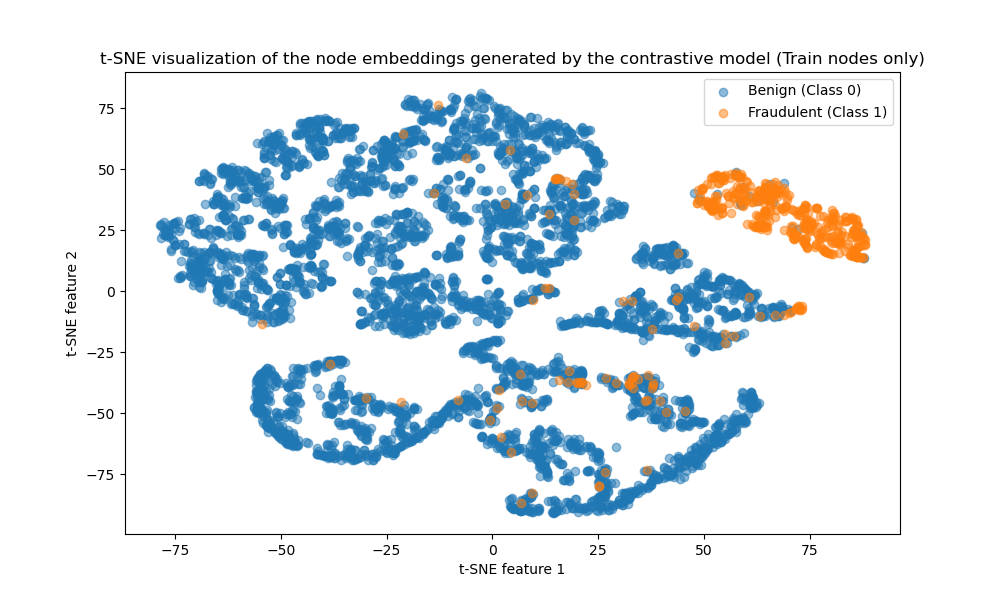 t-SNE visualization of the node embeddings generated by the contrastive model (Train nodes only)
Benign (Class 0)
Fraudulent (Class 1)
75
50
25
0
−25
−50
−75
t-SNE feature 2
−75 −50 −25 0 25 50 75
t-SNE feature 1